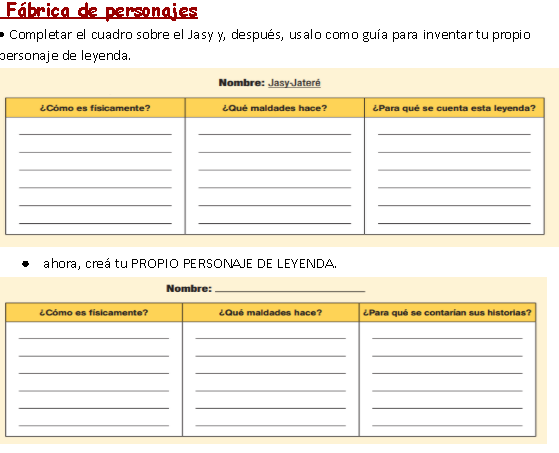 Fábrica de personajes
• Completar el cuadro sobre el Jasy y, después, usalo como guía para inventar tu propio
personaje de leyenda.
Nombre: Jasy-Jateré
¿Cómo es físicamente? ¿Qué maldades hace? ¿Para qué se cuenta esta leyenda?
● ahora, creá tu PROPIO PERSONAJE DE LEYENDA.
Nombre:
¿Cómo es físicamente? ¿Qué maldades hace? ¿Para qué se contarían sus historias?